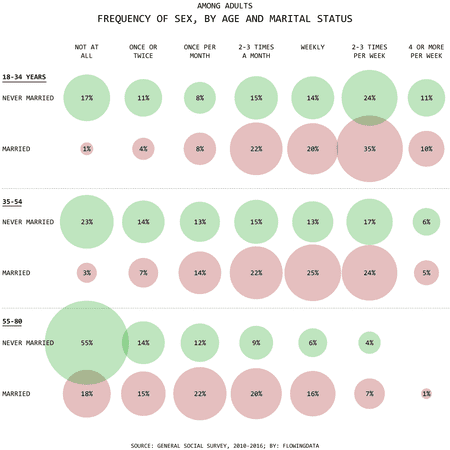 AMONG ADULTS
FREQUENCY OF SEX, BY AGE AND MARITAL STATUS
NOT AT ALL ONCE OR TWICE ONCE PER MONTH 2-3 TIMES A MONTH WEEKLY 2-3 TIMES PER WEEK 4 OR MORE PER WEEK
18-34 YEARS
NEVER MARRIED 17% 11% 8% 15% 14% 24% 11%
MARRIED 1% 4% 8% 22% 20% 35% 10%
35-54
NEVER MARRIED 23% 14% 13% 15% 13% 17% 6%
MARRIED 3% 7% 14% 22% 25% 24% 5%
55-80
NEVER MARRIED 55% 14% 12% 9% 6% 4%
MARRIED 18% 15% 22% 20% 16% 7% 1%
SOURCE: GENERAL SOCIAL SURVEY, 2010-2016; BY: FLOWINGDATA